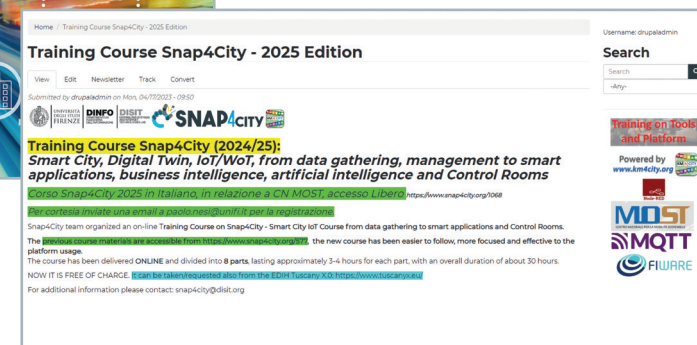 Home / Training Course Snap4City - 2025 Edition
Training Course Snap4City - 2025 Edition
View Edit Newsletter Track Convert
Submitted by drupaladmin on Mon, 04/17/2023 - 09:50
UNIVERSITÀ DEGLI STUDI FIRENZE DINFO DISIT SNAP4CITY
Training Course Snap4City (2024/25):
Smart City, Digital Twin, IoT/WoT, from data gathering, management to smart
applications, business intelligence, artificial intelligence and Control Rooms
Corso Snap4City 2025 in Italiano, in relazione a CN MOST, accesso Libero https://www.snap4city.org/1068
Per cortesia inviate una email a paolo.nesi@unifi.it per la registrazione.
Snap4City team organized an on-line Training Course on Snap4City - Smart City IoT Course from data gathering to smart applications and Control Rooms.
The previous course materials are accessible from https://www.snap4city.org/577, the new course has been easier to follow, more focused and effective to the
platform usage.
The course has been delivered ONLINE and divided into 8 parts, lasting approximately 3-4 hours for each part, with an overall duration of about 30 hours.
NOW IT IS FREE OF CHARGE. It can be taken/requested also from the EDIH Tuscany X.0: https://www.tuscanyx.eu/
For additional information please contact: snap4city@disit.org
Username: drupaladmin
Search
Search
-Any-
Training on Tools
and Platform
Powered by
www.km4city.org
Node-RED
MOST
MQTT
FIWARE